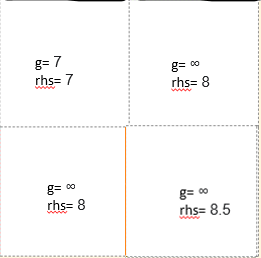 g= 7
rhs= 7
g= ∞
rhs= 8
g= ∞
rhs= 8
g= ∞
rhs= 8.5